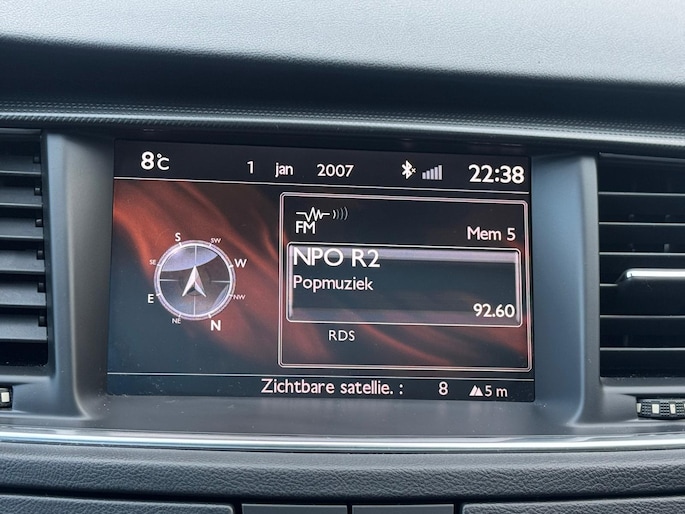 8°C 1 jan 2007 22:38
FM Mem 5
NPO R2
Popmuziek
92.60
RDS
S SW
SE W
E NW
NE N
Zichtbare satellie. : 8 5 m